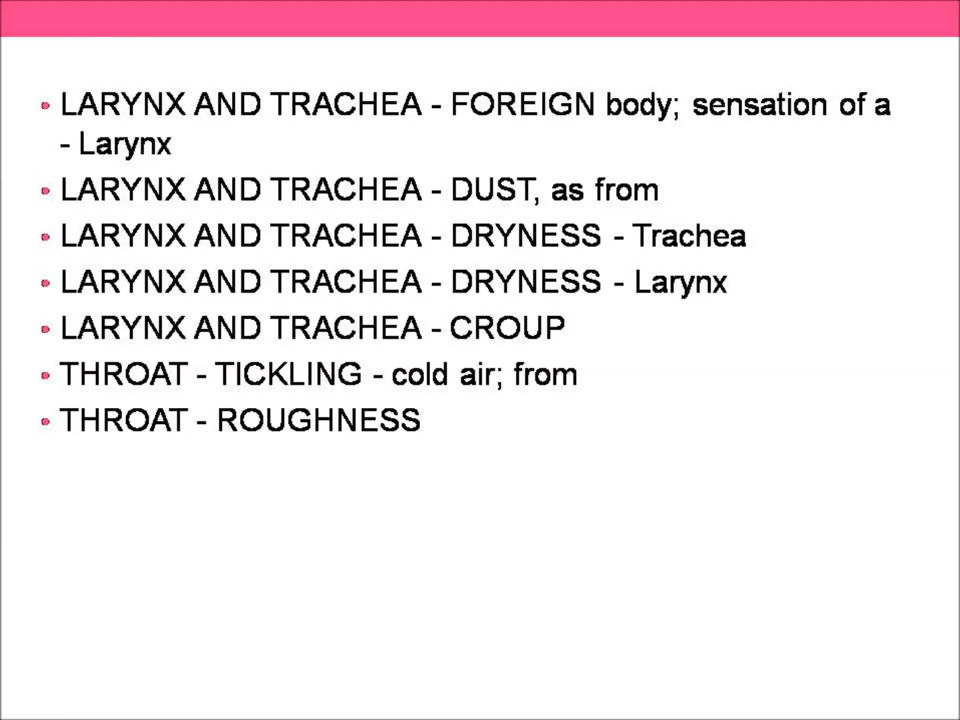 • LARYNX AND TRACHEA - FOREIGN body; sensation of a
- Larynx
• LARYNX AND TRACHEA - DUST, as from
• LARYNX AND TRACHEA - DRYNESS - Trachea
• LARYNX AND TRACHEA - DRYNESS - Larynx
• LARYNX AND TRACHEA - CROUP
• THROAT - TICKLING - cold air; from
• THROAT - ROUGHNESS